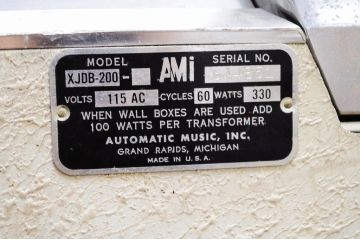 MODEL AMi SERIAL NO.
XJDB-200-
VOLTS 115 AC CYCLES 60 WATTS 330
WHEN WALL BOXES ARE USED ADD
100 WATTS PER TRANSFORMER
AUTOMATIC MUSIC, INC.
GRAND RAPIDS, MICHIGAN
MADE IN U.S.A.